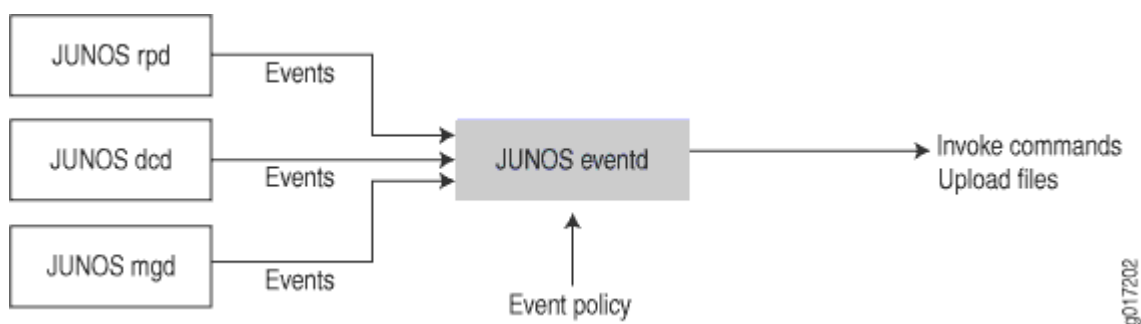 JUNOS rpd
Events
JUNOS dcd
Events
JUNOS mgd
Events
JUNOS eventd
Event policy
Invoke commands
Upload files
g017202